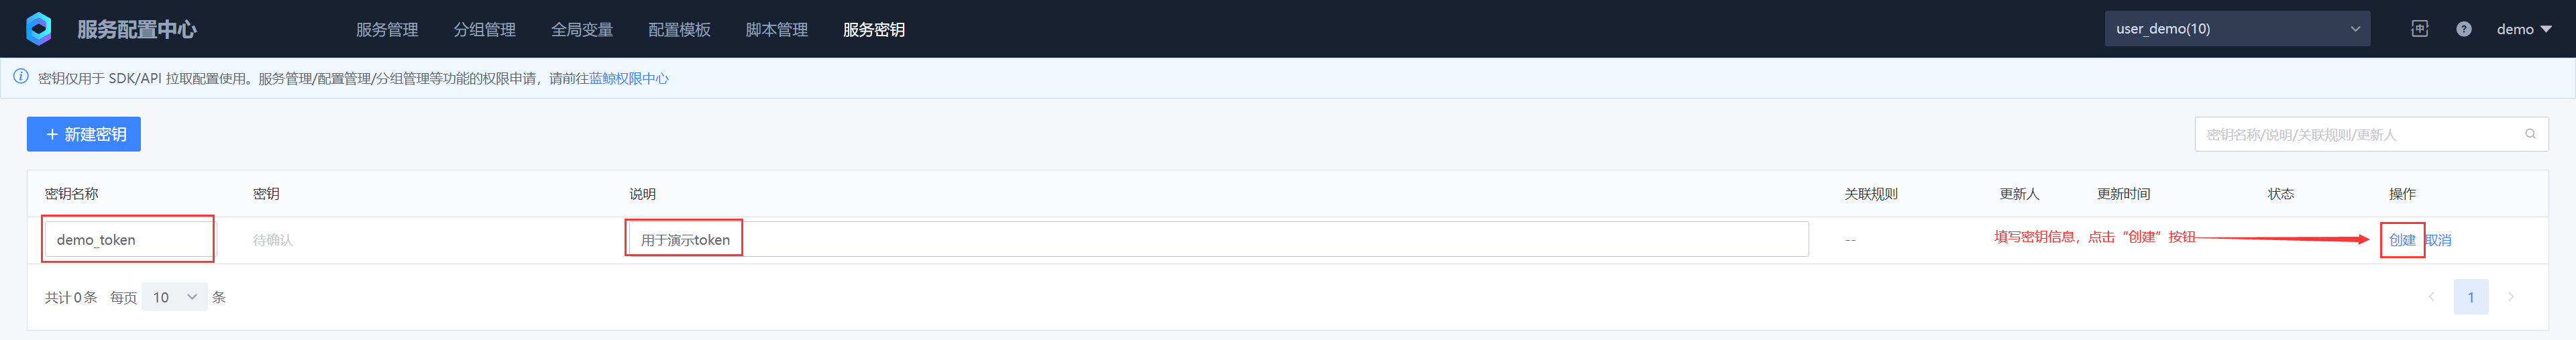 服务配置中心 服务管理 分组管理 全局变量 配置模板 脚本管理 服务密钥 user_demo(10) 中 ? demo
密钥仅用于 SDK/API 拉取配置使用。服务管理/配置管理/分组管理等功能的权限申请，请前往蓝鲸权限中心
+ 新建密钥 密钥名称/说明/关联规则/更新人
密钥名称 密钥 说明 关联规则 更新人 更新时间 状态 操作
demo_token 待确认 用于演示token -- 填写密钥信息，点击“创建”按钮 创建 取消
共计 0 条 每页 10 条 1